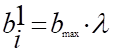 b_i^1 = b_max · λ